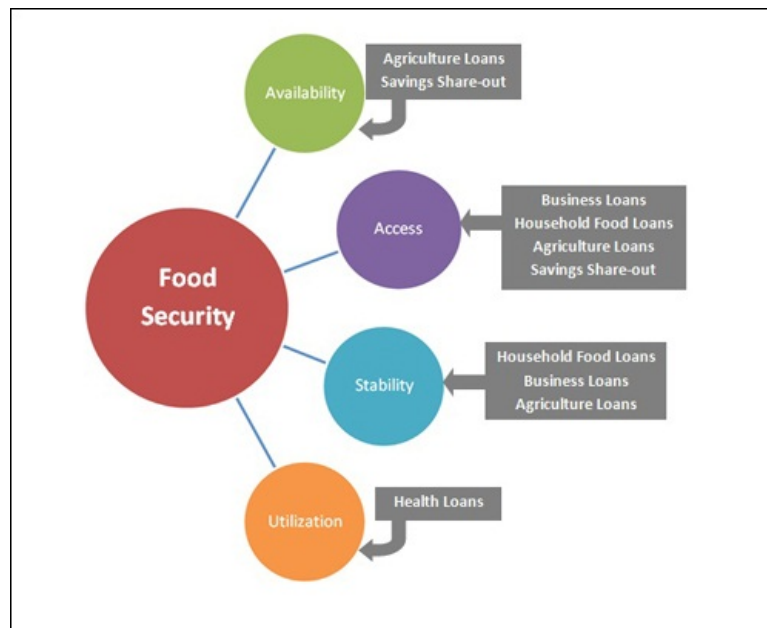 Agriculture Loans
Savings Share-out
Availability
Business Loans
Household Food Loans
Agriculture Loans
Savings Share-out
Access
Food
Security
Household Food Loans
Business Loans
Agriculture Loans
Stability
Health Loans
Utilization